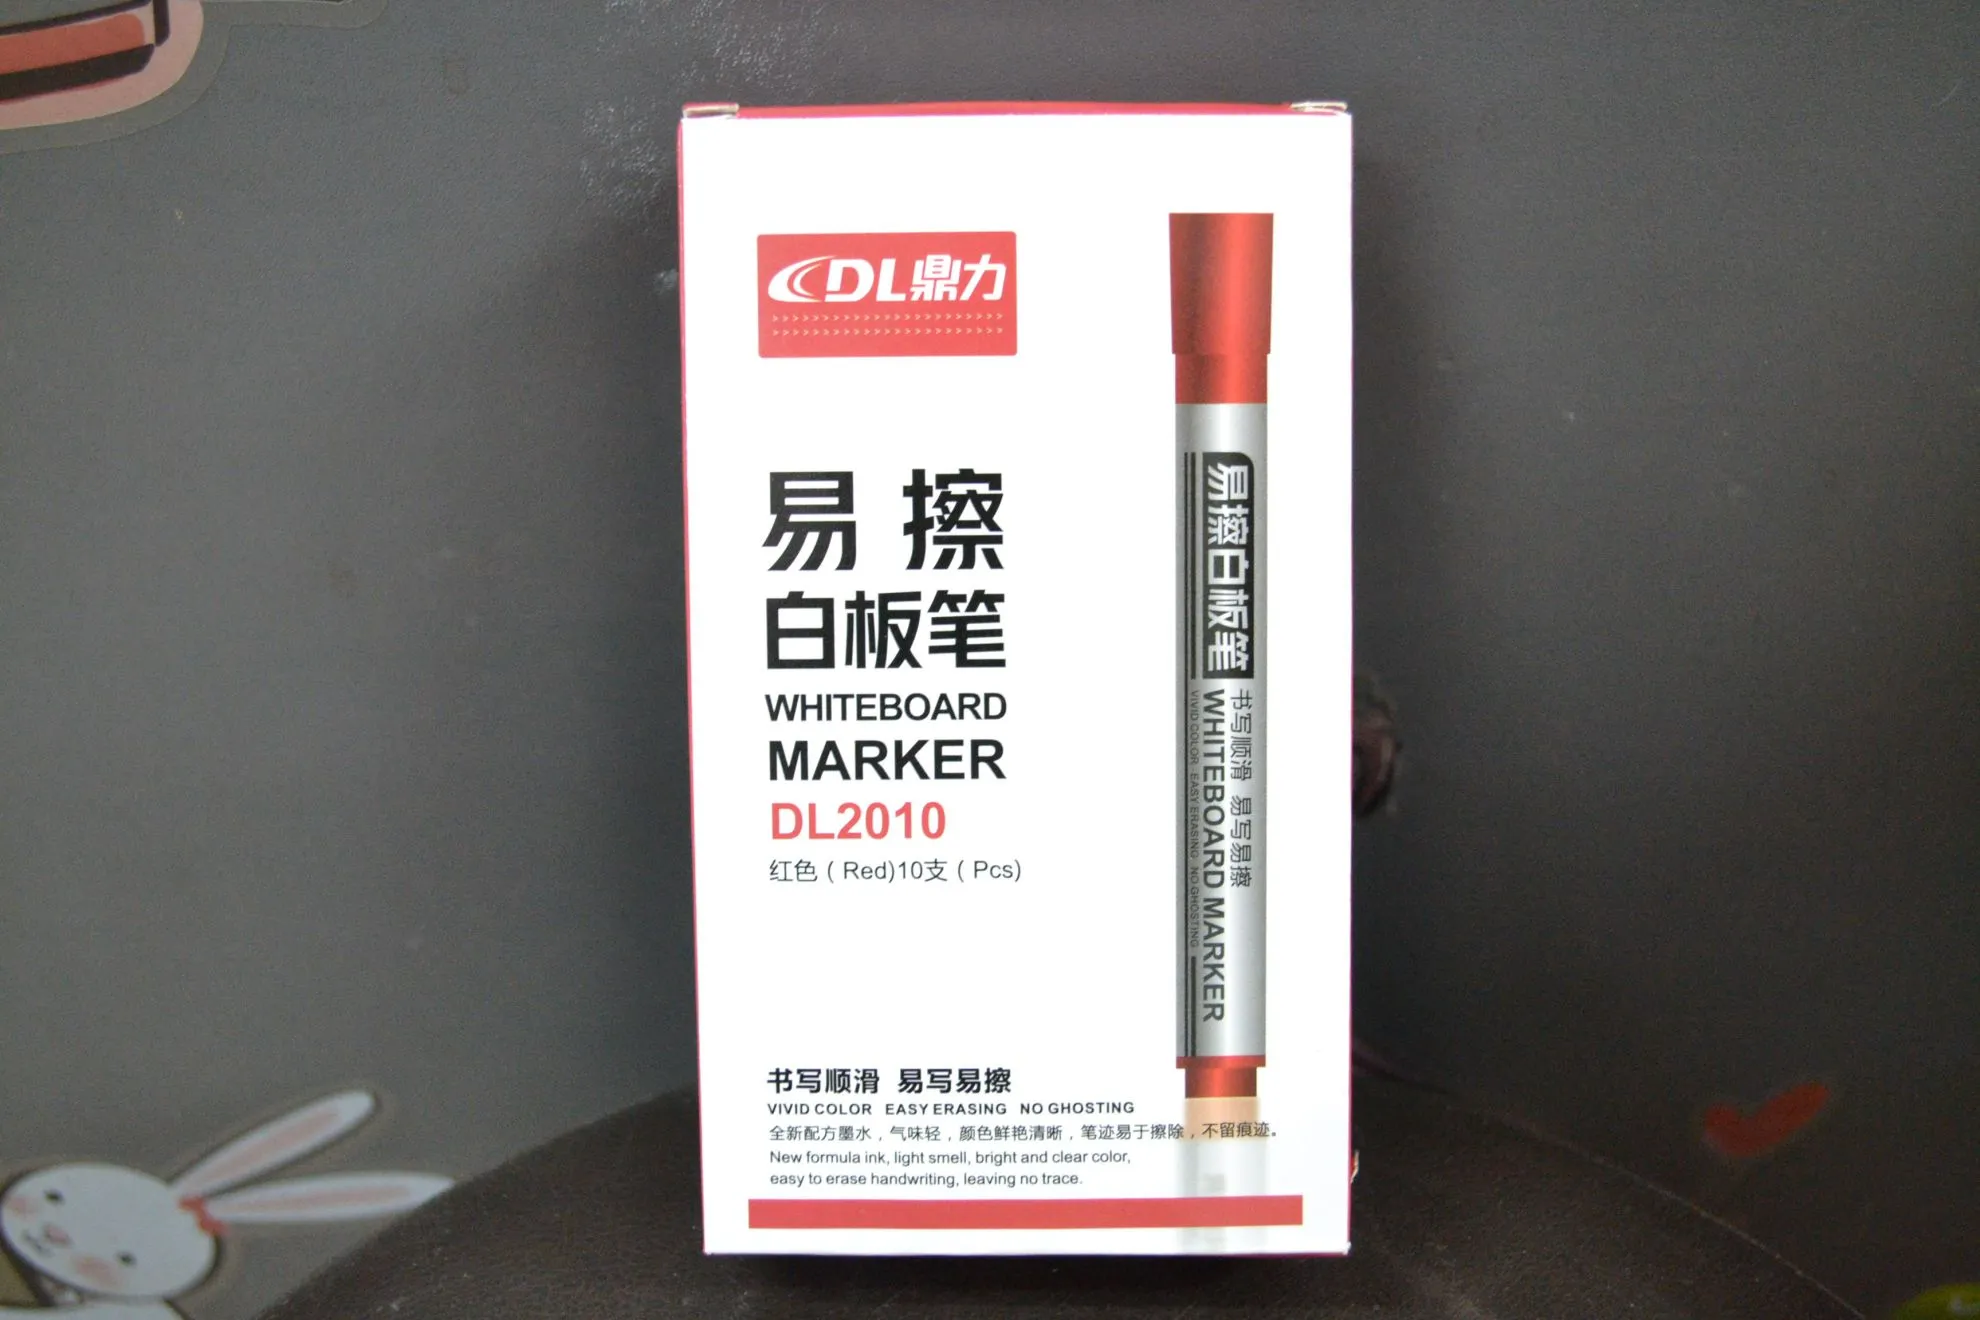 DL鼎力
易擦
白板笔
WHITEBOARD
MARKER
DL2010
红色（Red)10支（Pcs)
书写顺滑 易写易擦
VIVID COLOR EASY ERASING NO GHOSTING
全新配方墨水，气味轻，颜色鲜艳清晰，笔迹易于擦除，不留痕迹。
New formula ink, light smell, bright and clear color,
easy to erase handwriting, leaving no trace.
易擦白板笔
书写顺滑 易写易擦
WHITEBOARD MARKER
VIVID COLOR EASY ERASING NO GHOSTING